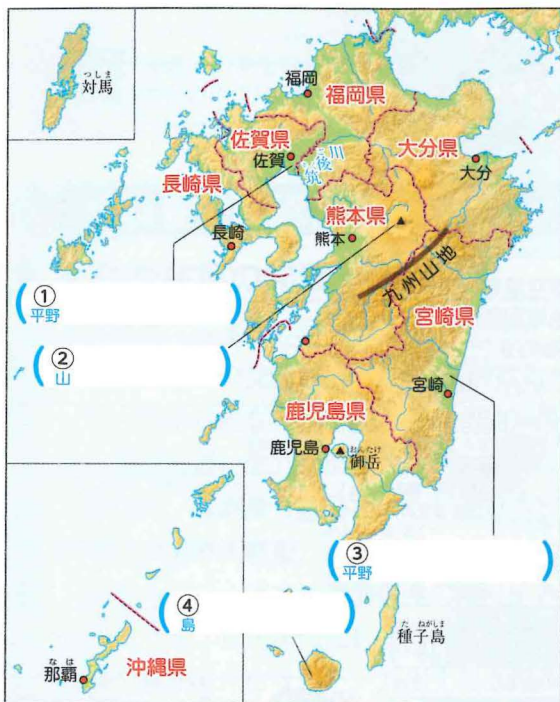 つしま
対馬
福岡
福岡県
佐賀県
佐賀
筑後川
大分県
大分
長崎県
長崎
熊本県
熊本
九州山地
①
平野
②
山
宮崎県
宮崎
鹿児島県
鹿児島
おんたけ
御岳
③
平野
④
島
たねがしま
種子島
なは
那覇
沖縄県